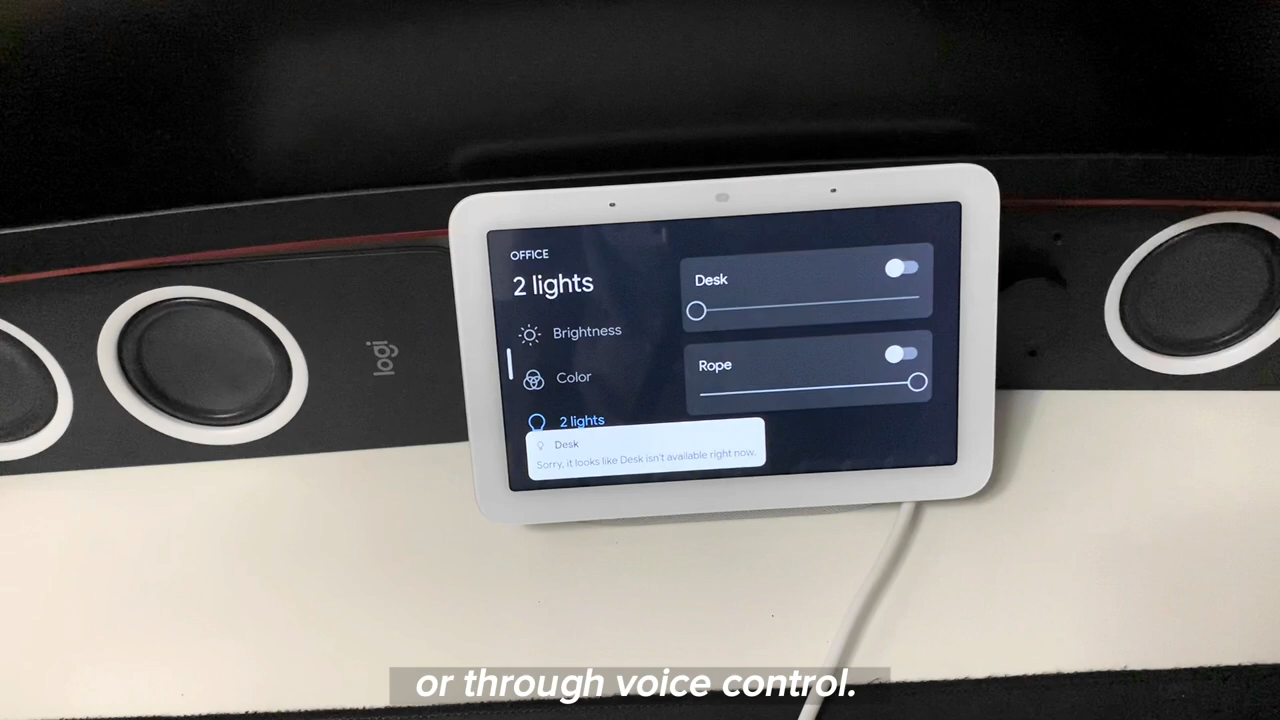 logi
OFFICE
2 lights
Brightness
Color
2 lights
Desk
Rope
Desk
Sorry, it looks like Desk isn't available right now.
or through voice control.